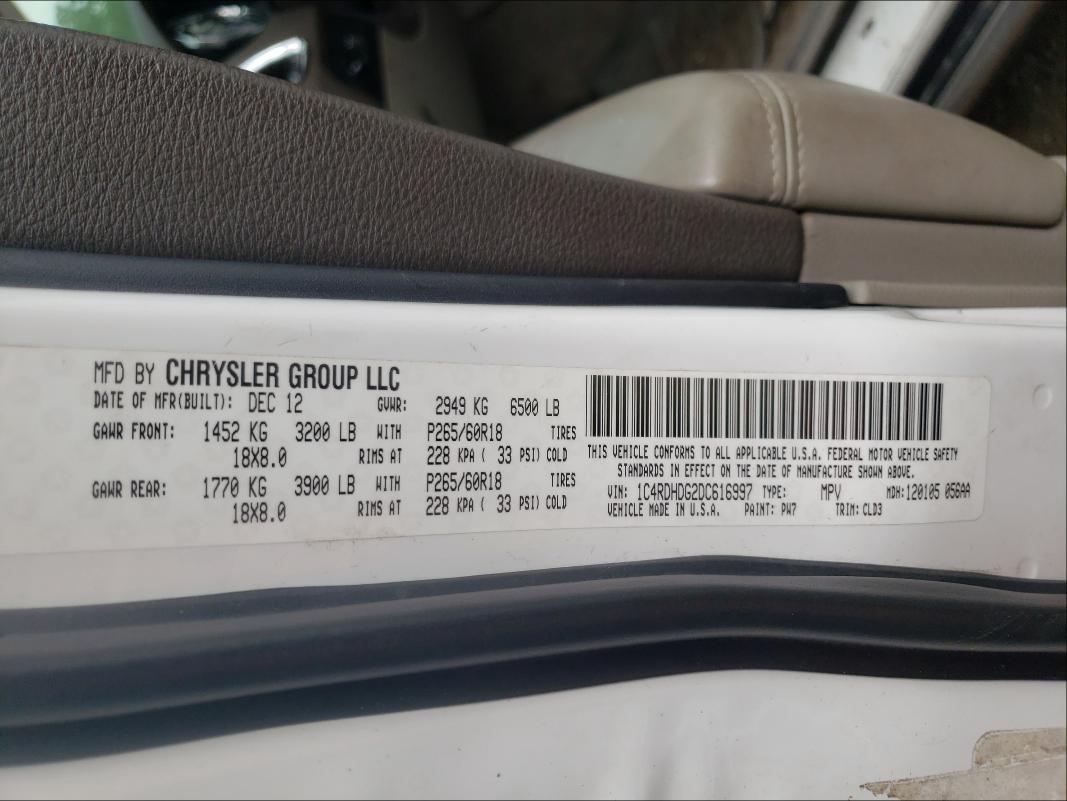 MFD BY CHRYSLER GROUP LLC
DATE OF MFR(BUILT): DEC 12 GVWR: 2949 KG 6500 LB
GAWR FRONT: 1452 KG 3200 LB WITH P265/60R18 TIRES
18X8.0 RIMS AT 228 KPA ( 33 PSI) COLD
GAWR REAR: 1770 KG 3900 LB WITH P265/60R18 TIRES
18X8.0 RIMS AT 228 KPA ( 33 PSI) COLD
THIS VEHICLE CONFORMS TO ALL APPLICABLE U.S.A. FEDERAL MOTOR VEHICLE SAFETY
STANDARDS IN EFFECT ON THE DATE OF MANUFACTURE SHOWN ABOVE.
VIN: 1C4RDHDG2DC616997 TYPE: MPV MDH:120105 056AA
VEHICLE MADE IN U.S.A. PAINT: PW7 TRIM: CLD3